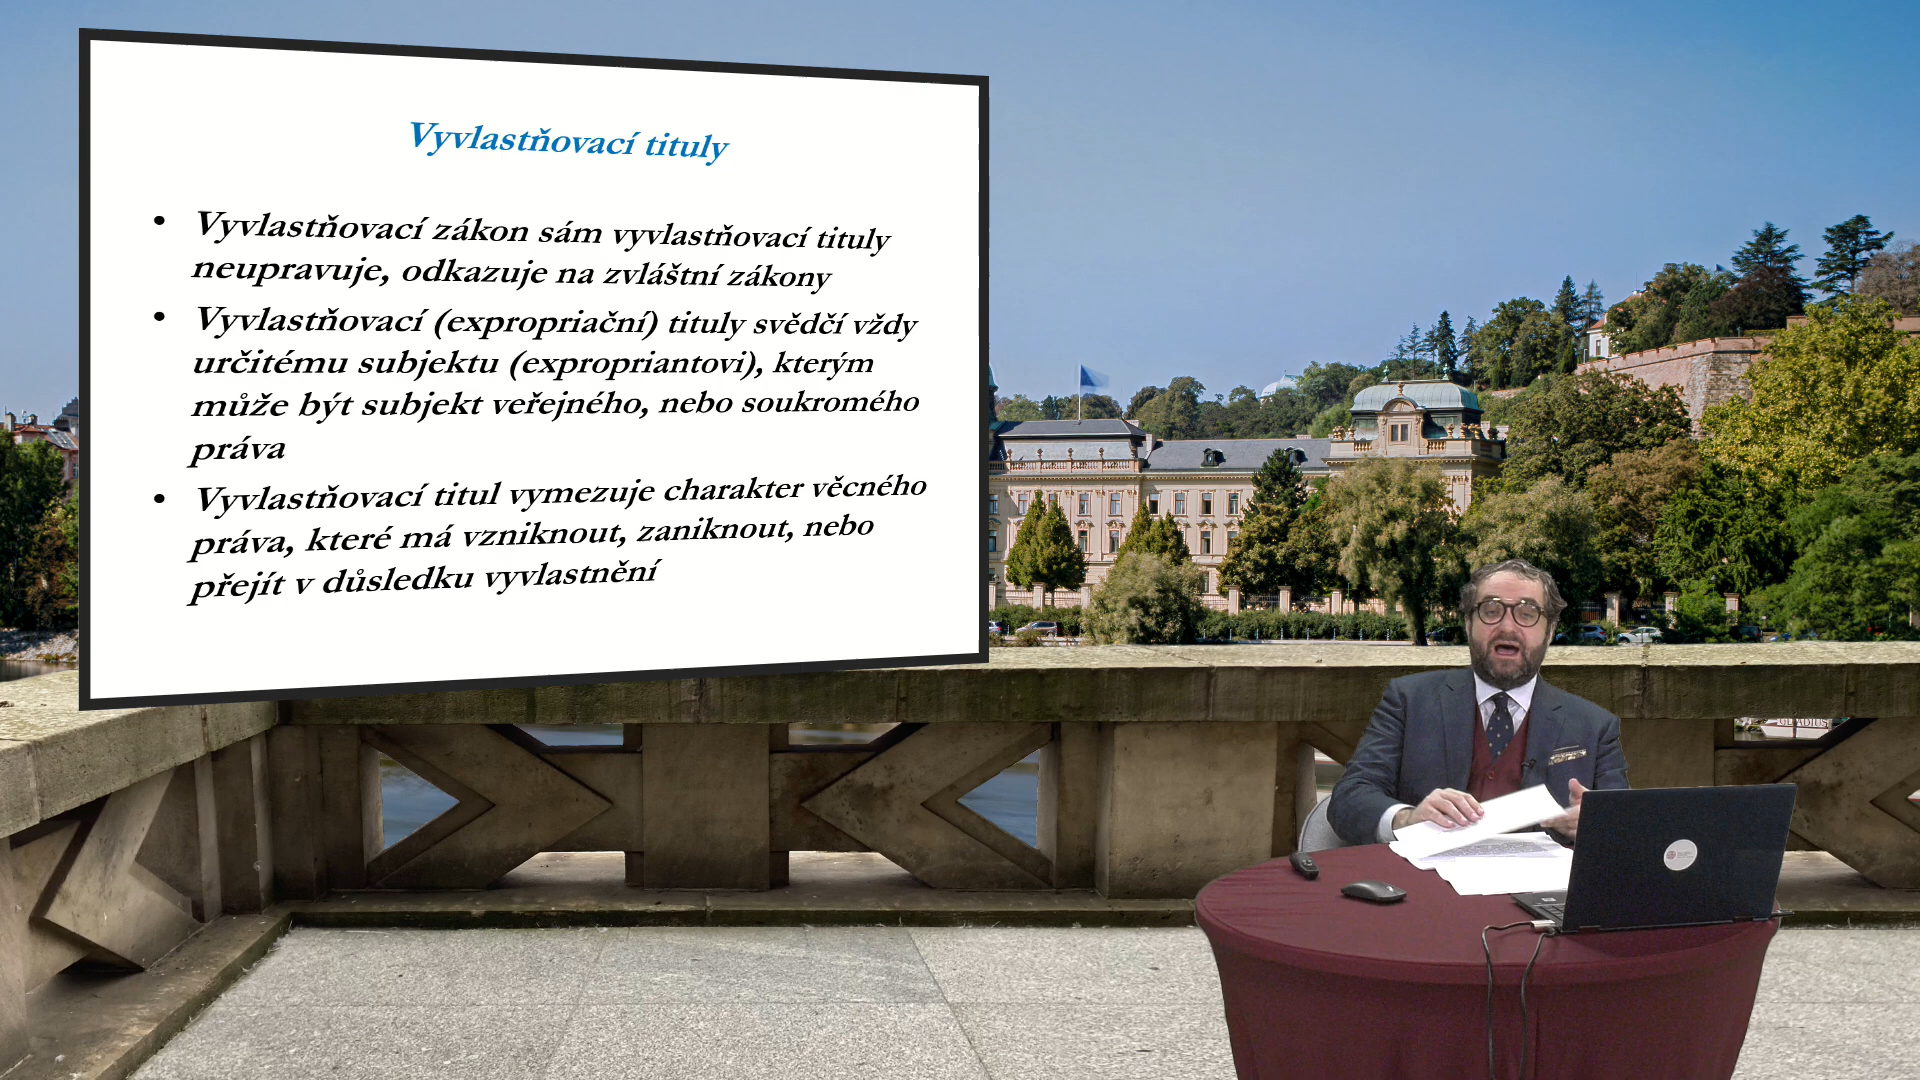 Vyvlastňovací tituly
• Vyvlastňovací zákon sám vyvlastňovací tituly
neupravuje, odkazuje na zvláštní zákony
• Vyvlastňovací (expropriační) tituly svědčí vždy
určitému subjektu (expropriantovi), kterým
může být subjekt veřejného, nebo soukromého
práva
• Vyvlastňovací titul vymezuje charakter věcného
práva, které má vzniknout, zaniknout, nebo
přejít v důsledku vyvlastnění
GLADIUS